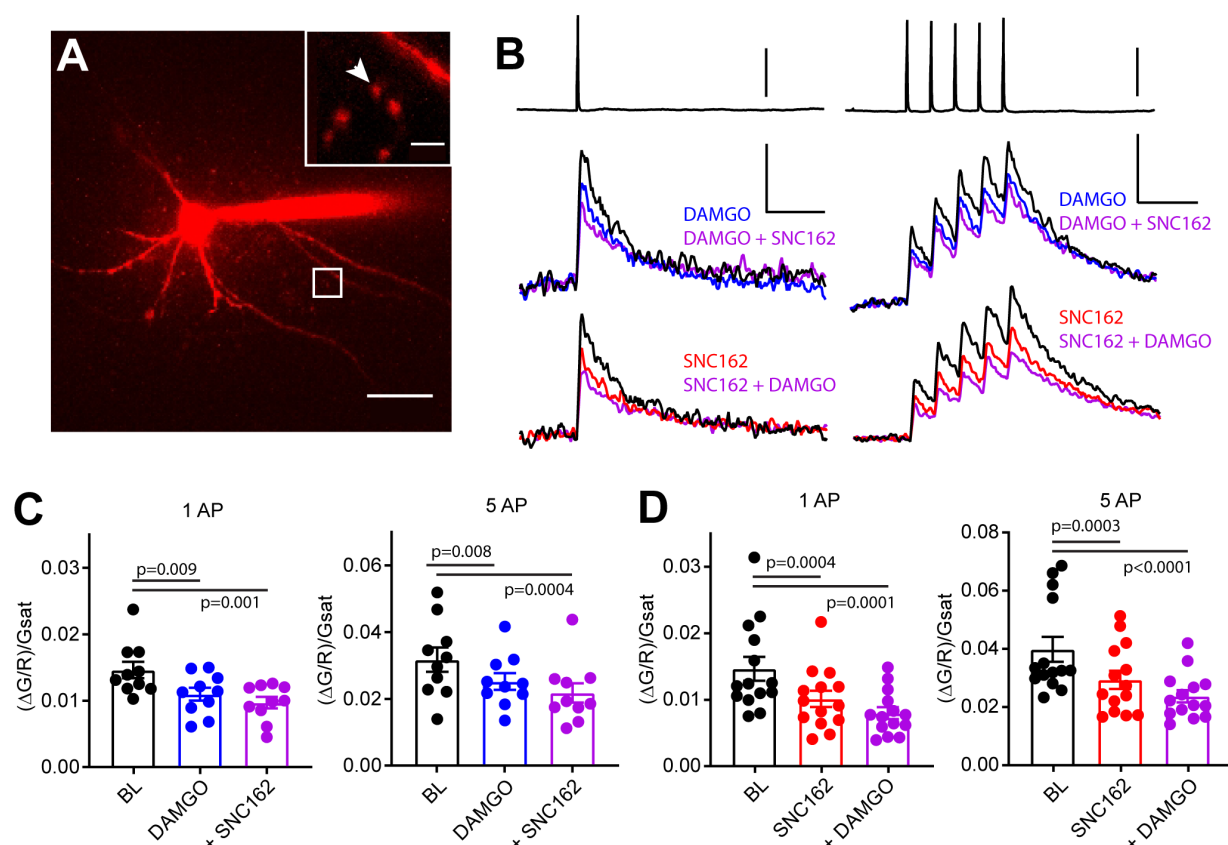 A
B
DAMGO
DAMGO + SNC162
DAMGO
DAMGO + SNC162
SNC162
SNC162 + DAMGO
SNC162
SNC162 + DAMGO
C
1 AP
(ΔG/R)/Gsat
0.03
0.02
0.01
0.00
p=0.009
p=0.001
BL
DAMGO
+ SNC162
5 AP
(ΔG/R)/Gsat
0.06
0.04
0.02
0.00
p=0.008
p=0.0004
BL
DAMGO
+ SNC162
D
1 AP
(ΔG/R)/Gsat
0.03
0.02
0.01
0.00
p=0.0004
p=0.0001
BL
SNC162
+ DAMGO
5 AP
(ΔG/R)/Gsat
0.08
0.06
0.04
0.02
0.00
p=0.0003
p<0.0001
BL
SNC162
+ DAMGO